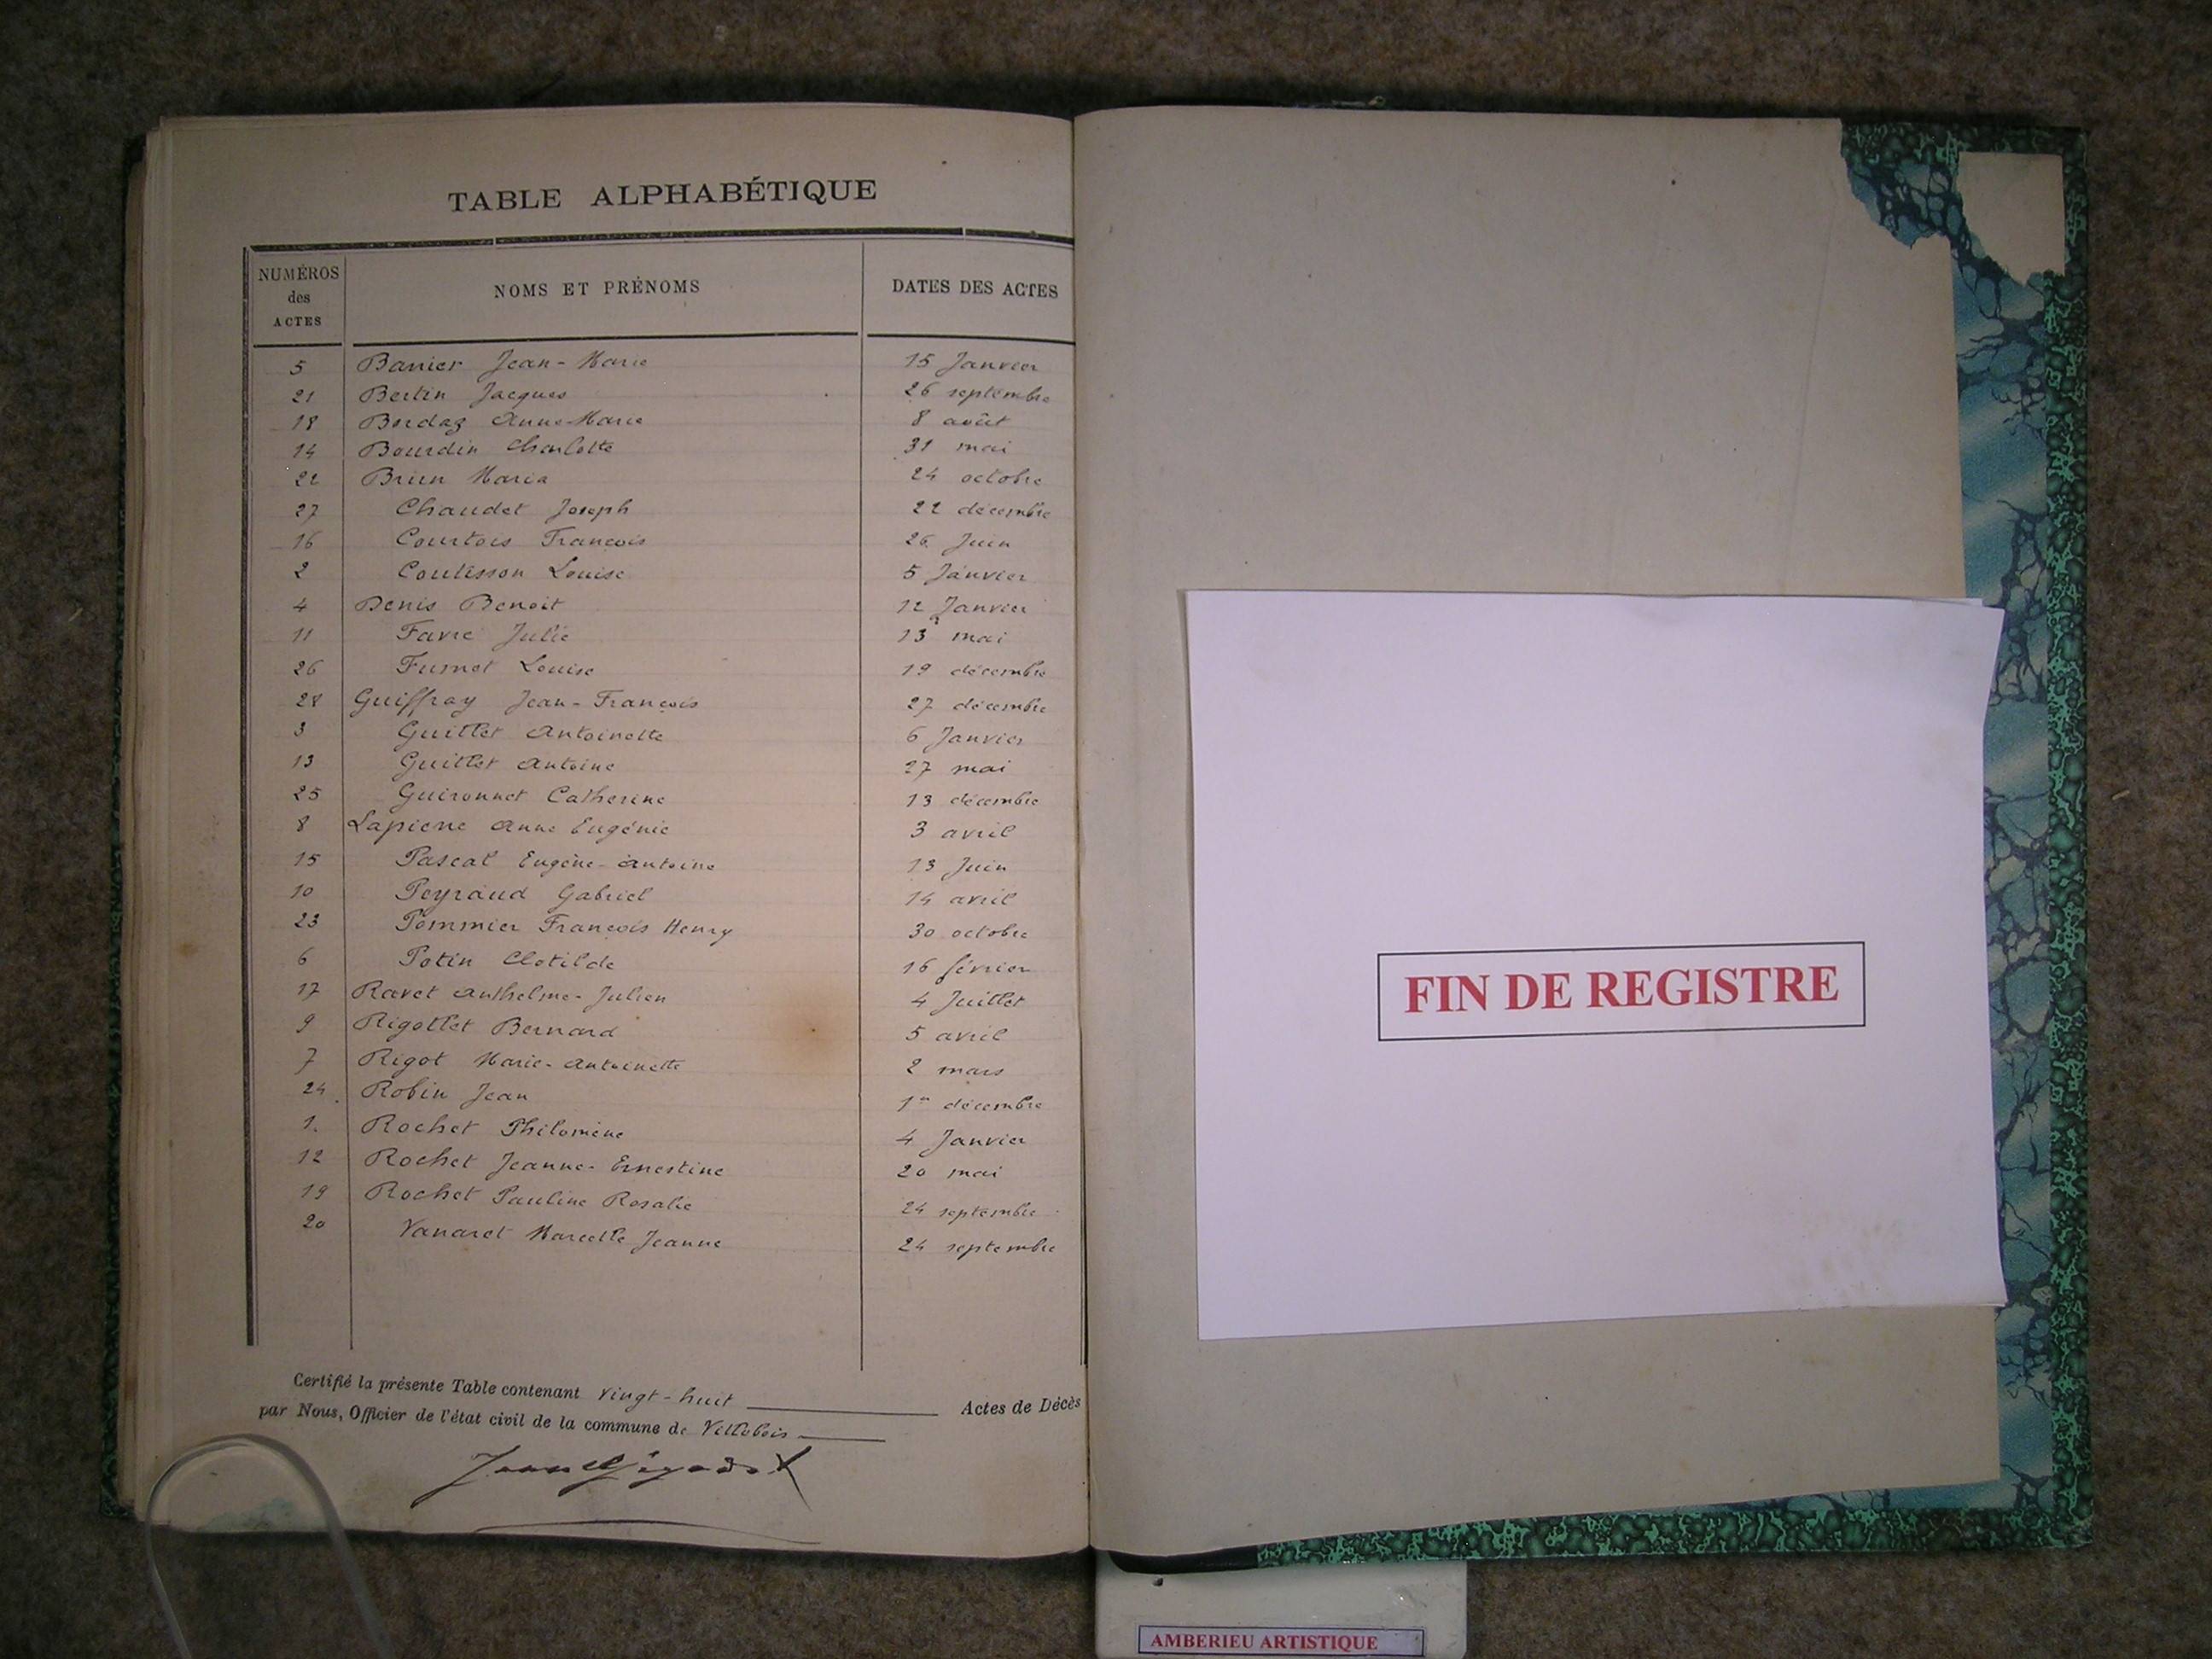 TABLE ALPHABÉTIQUE
NUMÉROS des ACTES NOMS ET PRÉNOMS DATES DES ACTES
5 Banier Jean-Marie 15 Janvier
21 Bertin Jacques 26 septembre
18 Bordaz Anne-Marie 8 août
14 Bourdin Charlotte 31 mai
22 Brun Maria 24 octobre
27 Chaudet Joseph 22 décembre
16 Courtois François 26 Juin
2 Coutisson Louise 5 Janvier
4 Denis Benoit 12 Janvier
11 Favre Julie 13 mai
26 Fumet Louise 19 décembre
28 Guiffray Jean-François 27 décembre
3 Guillet Antoinette 6 Janvier
13 Guillet Antoine 27 mai
25 Guironnet Catherine 13 décembre
8 Lapierre Anne Eugénie 3 avril
15 Pascal Eugène-Antoine 13 Juin
10 Peyraud Gabriel 14 avril
23 Pommier François Henry 30 octobre
6 Potin Clotilde 16 février
17 Ravet Anthelme-Julien 4 Juillet
9 Rigollet Bernard 5 avril
7 Rigot Marie-Antoinette 2 mars
24 Robin Jean 1er décembre
1 Rochet Philomène 4 Janvier
12 Rochet Jeanne-Ernestine 20 mai
19 Rochet Pauline Rosalie 24 septembre
20 Vanaret Marcelle Jeanne 24 septembre
Certifié la présente Table contenant vingt-huit Actes de Décès
par Nous, Officier de l'état civil de la commune de Villebois
FIN DE REGISTRE
AMBERIEU ARTISTIQUE